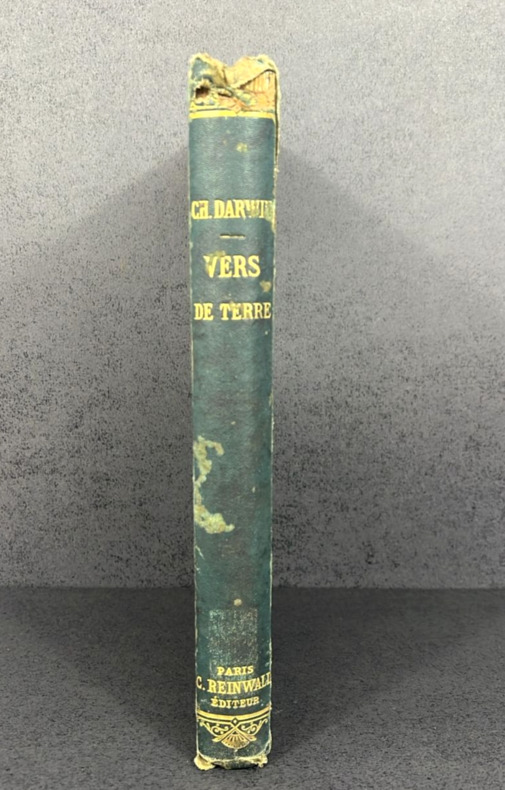 CH. DARWIN
VERS
DE TERRE
PARIS
C. REINWALD
ÉDITEUR